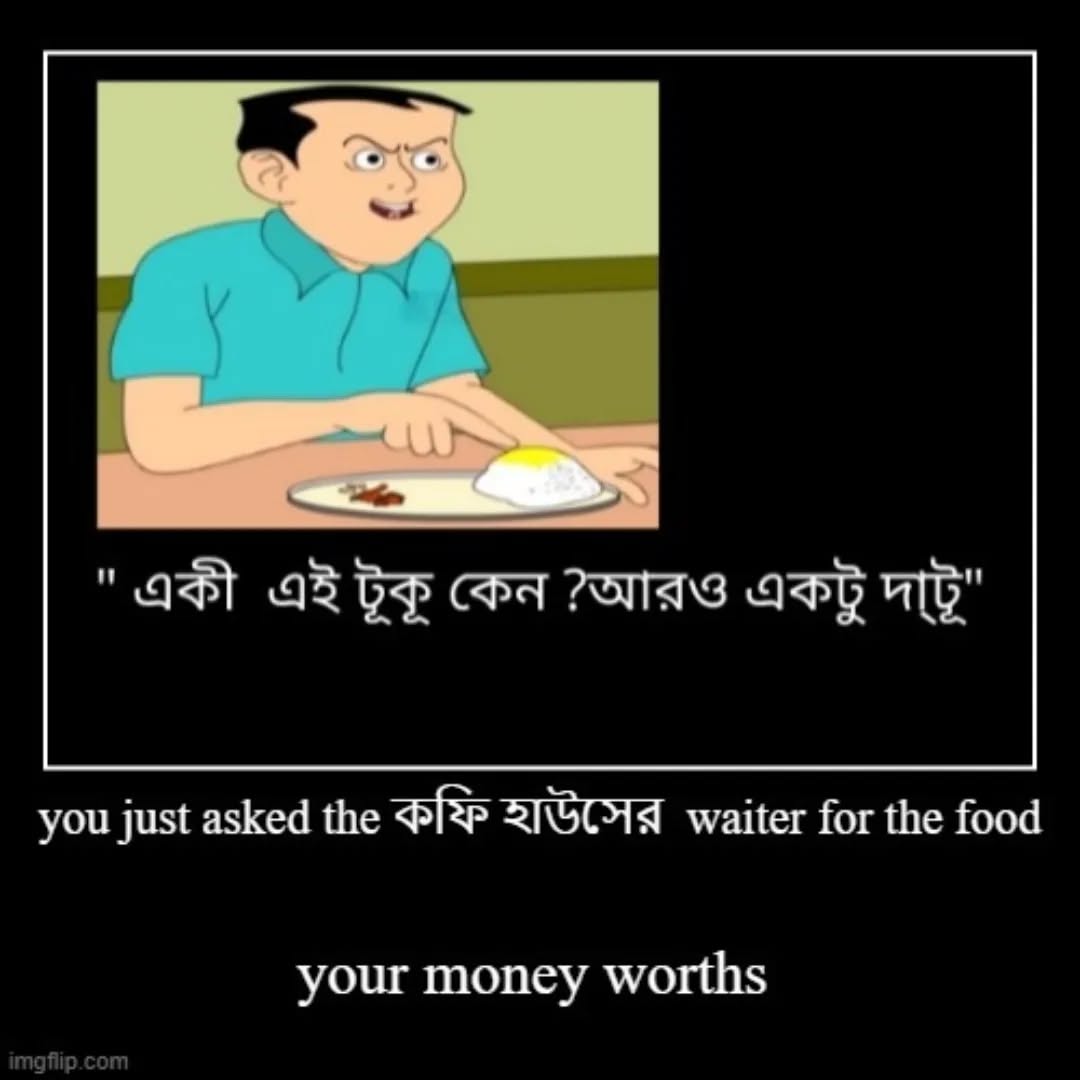 " একী এই টূকূ কেন ?আরও একটু দা্টূ"
you just asked the কফি হাউসের waiter for the food
your money worths
imgflip.com